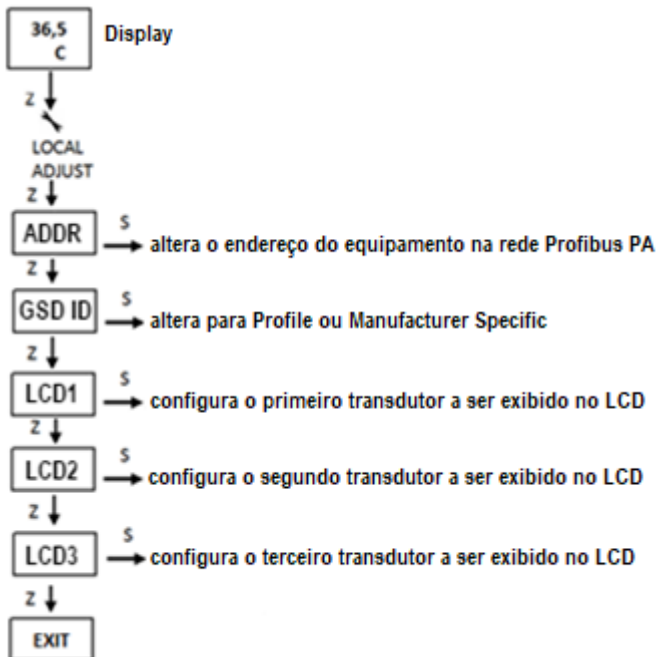 36,5
C
Display
Z
LOCAL
ADJUST
Z
ADDR
S
altera o endereço do equipamento na rede Profibus PA
Z
GSD ID
S
altera para Profile ou Manufacturer Specific
Z
LCD1
S
configura o primeiro transdutor a ser exibido no LCD
Z
LCD2
S
configura o segundo transdutor a ser exibido no LCD
Z
LCD3
S
configura o terceiro transdutor a ser exibido no LCD
Z
EXIT